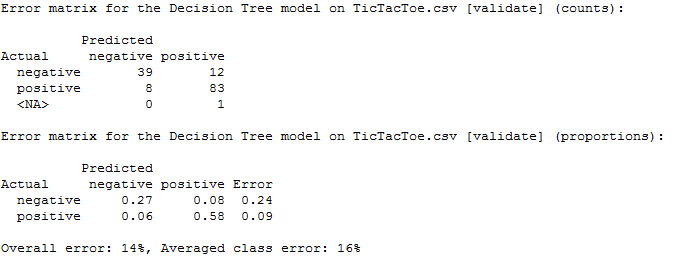 Error matrix for the Decision Tree model on TicTacToe.csv [validate] (counts):
Predicted
Actual negative positive
negative 39 12
positive 8 83
<NA> 0 1
Error matrix for the Decision Tree model on TicTacToe.csv [validate] (proportions):
Predicted
Actual negative positive Error
negative 0.27 0.08 0.24
positive 0.06 0.58 0.09
Overall error: 14%, Averaged class error: 16%